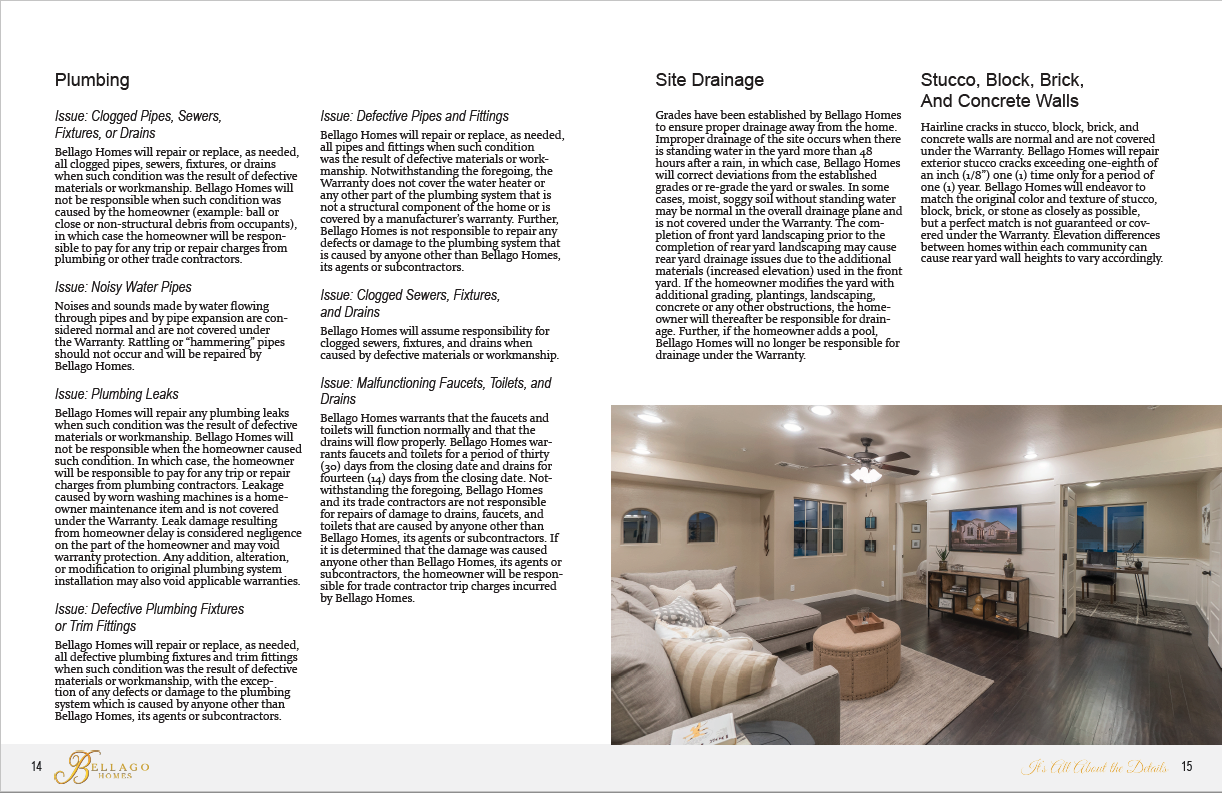 Plumbing
Issue: Clogged Pipes, Sewers,
Fixtures, or Drains
Bellago Homes will repair or replace, as needed,
all clogged pipes, sewers, fixtures, or drains
when such condition was the result of defective
materials or workmanship. Bellago Homes will
not be responsible when such condition was
caused by the homeowner (example: ball or
close or non-structural debris from occupants),
in which case the homeowner will be respon-
sible to pay for any trip or repair charges from
plumbing or other trade contractors.
Issue: Noisy Water Pipes
Noises and sounds made by water flowing
through pipes and by pipe expansion are con-
sidered normal and are not covered under
the Warranty. Rattling or “hammering” pipes
should not occur and will be repaired by
Bellago Homes.
Issue: Plumbing Leaks
Bellago Homes will repair any plumbing leaks
when such condition was the result of defective
materials or workmanship. Bellago Homes will
not be responsible when the homeowner caused
such condition. In which case, the homeowner
will be responsible to pay for any trip or repair
charges from plumbing contractors. Leakage
caused by worn washing machines is a home-
owner maintenance item and is not covered
under the Warranty. Leak damage resulting
from homeowner delay is considered negligence
on the part of the homeowner and may void
warranty protection. Any addition, alteration,
or modification to original plumbing system
installation may also void applicable warranties.
Issue: Defective Plumbing Fixtures
or Trim Fittings
Bellago Homes will repair or replace, as needed,
all defective plumbing fixtures and trim fittings
when such condition was the result of defective
materials or workmanship, with the excep-
tion of any defects or damage to the plumbing
system which is caused by anyone other than
Bellago Homes, its agents or subcontractors.
Issue: Defective Pipes and Fittings
Bellago Homes will repair or replace, as needed,
all pipes and fittings when such condition
was the result of defective materials or work-
manship. Notwithstanding the foregoing, the
Warranty does not cover the water heater or
any other part of the plumbing system that is
not a structural component of the home or is
covered by a manufacturer’s warranty. Further,
Bellago Homes is not responsible to repair any
defects or damage to the plumbing system that
is caused by anyone other than Bellago Homes,
its agents or subcontractors.
Issue: Clogged Sewers, Fixtures,
and Drains
Bellago Homes will assume responsibility for
clogged sewers, fixtures, and drains when
caused by defective materials or workmanship.
Issue: Malfunctioning Faucets, Toilets, and
Drains
Bellago Homes warrants that the faucets and
toilets will function normally and that the
drains will flow properly. Bellago Homes war-
rants faucets and toilets for a period of thirty
(30) days from the closing date and drains for
fourteen (14) days from the closing date. Not-
withstanding the foregoing, Bellago Homes
and its trade contractors are not responsible
for repairs of damage to drains, faucets, and
toilets that are caused by anyone other than
Bellago Homes, its agents or subcontractors. If
it is determined that the damage was caused
anyone other than Bellago Homes, its agents or
subcontractors, the homeowner will be respon-
sible for trade contractor trip charges incurred
by Bellago Homes.
14
BELLAGO
HOMES
Site Drainage
Grades have been established by Bellago Homes
to ensure proper drainage away from the home.
Improper drainage of the site occurs when there
is standing water in the yard more than 48
hours after a rain, in which case, Bellago Homes
will correct deviations from the established
grades or re-grade the yard or swales. In some
cases, moist, soggy soil without standing water
may be normal in the overall drainage plane and
is not covered under the Warranty. The com-
pletion of front yard landscaping prior to the
completion of rear yard landscaping may cause
rear yard drainage issues due to the additional
materials (increased elevation) used in the front
yard. If the homeowner modifies the yard with
additional grading, plantings, landscaping,
concrete or any other obstructions, the home-
owner will thereafter be responsible for drain-
age. Further, if the homeowner adds a pool,
Bellago Homes will no longer be responsible for
drainage under the Warranty.
Stucco, Block, Brick,
And Concrete Walls
Hairline cracks in stucco, block, brick, and
concrete walls are normal and are not covered
under the Warranty. Bellago Homes will repair
exterior stucco cracks exceeding one-eighth of
an inch (1/8”) one (1) time only for a period of
one (1) year. Bellago Homes will endeavor to
match the original color and texture of stucco,
block, brick, or stone as closely as possible,
but a perfect match is not guaranteed or cov-
ered under the Warranty. Elevation differences
between homes within each community can
cause rear yard wall heights to vary accordingly.
It's All About the Details
15